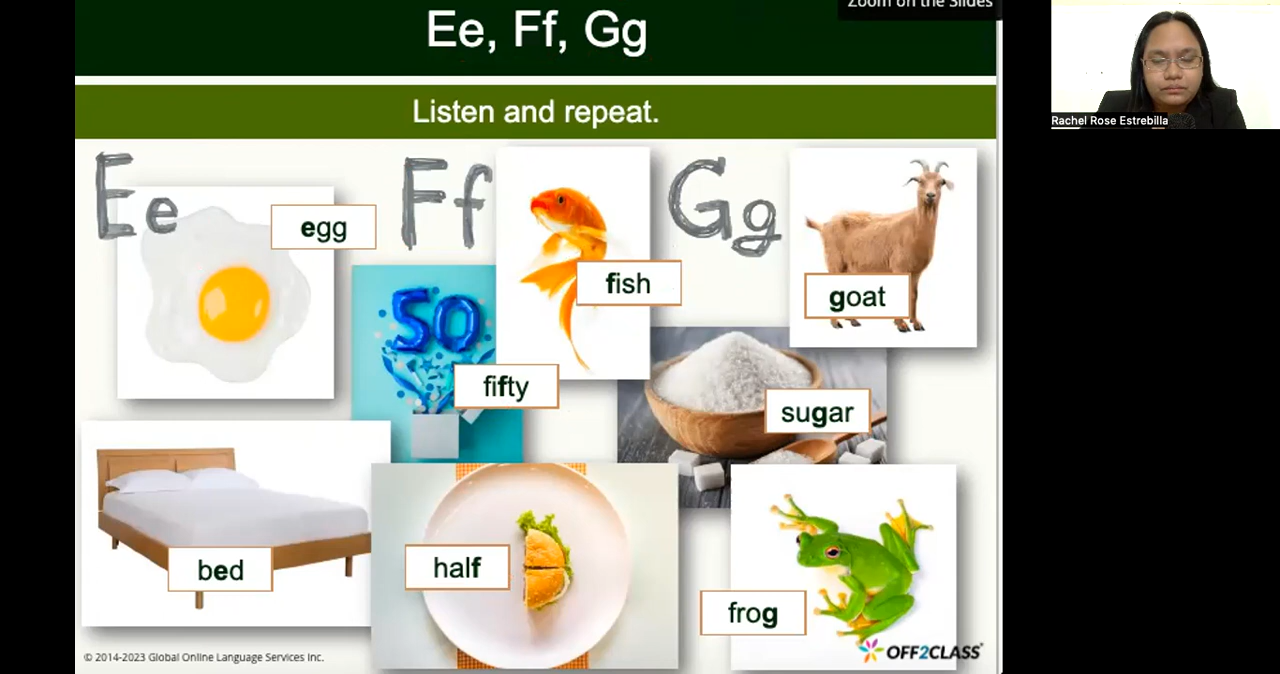 Zoom on the Slides
Ee, Ff, Gg
Listen and repeat.
Ee
Ff
Gg
egg
fish
goat
50
fifty
sugar
bed
half
frog
© 2014-2023 Global Online Language Services Inc.
OFF2CLASS
Rachel Rose Estrebilla